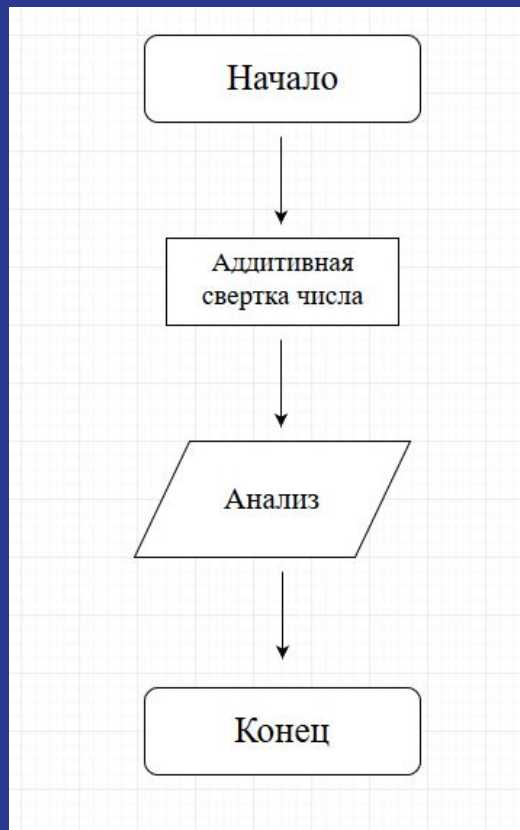 Начало
Аддитивная
свертка числа
Анализ
Конец